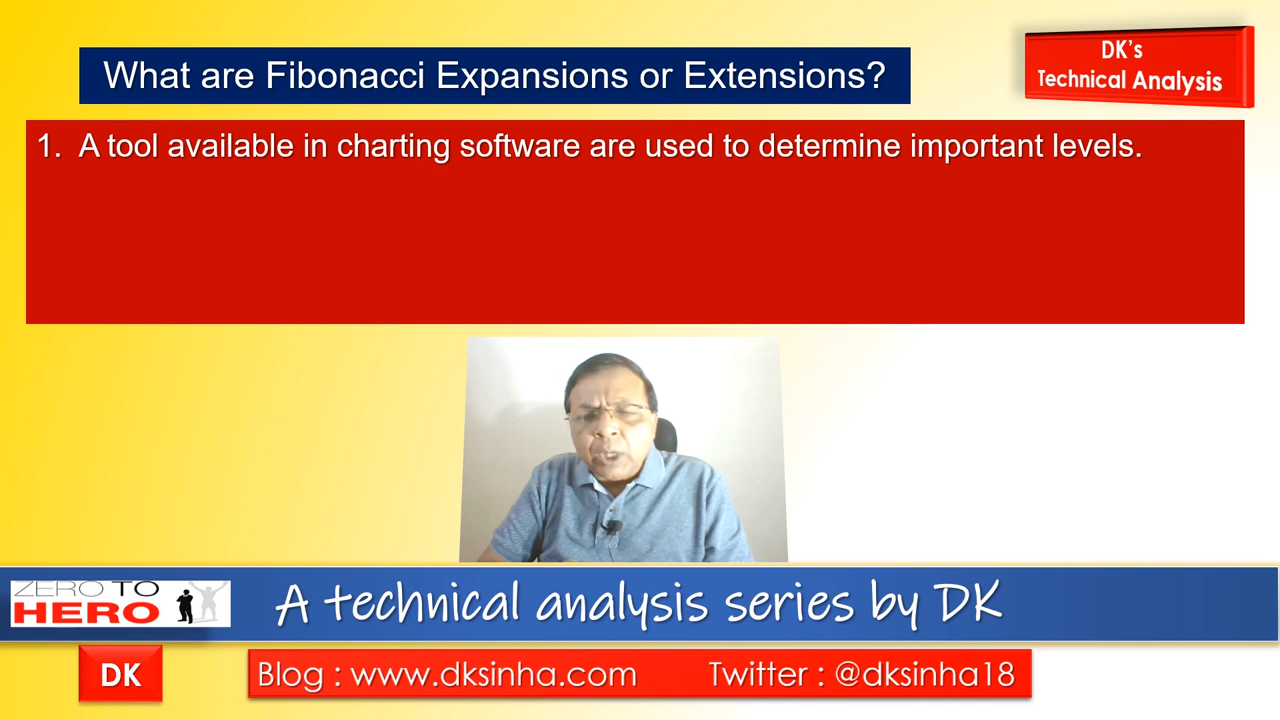 What are Fibonacci Expansions or Extensions?
DK's
Technical Analysis
1. A tool available in charting software are used to determine important levels.
ZERO TO
HERO
A technical analysis series by DK
DK
Blog : www.dksinha.com Twitter : @dksinha18